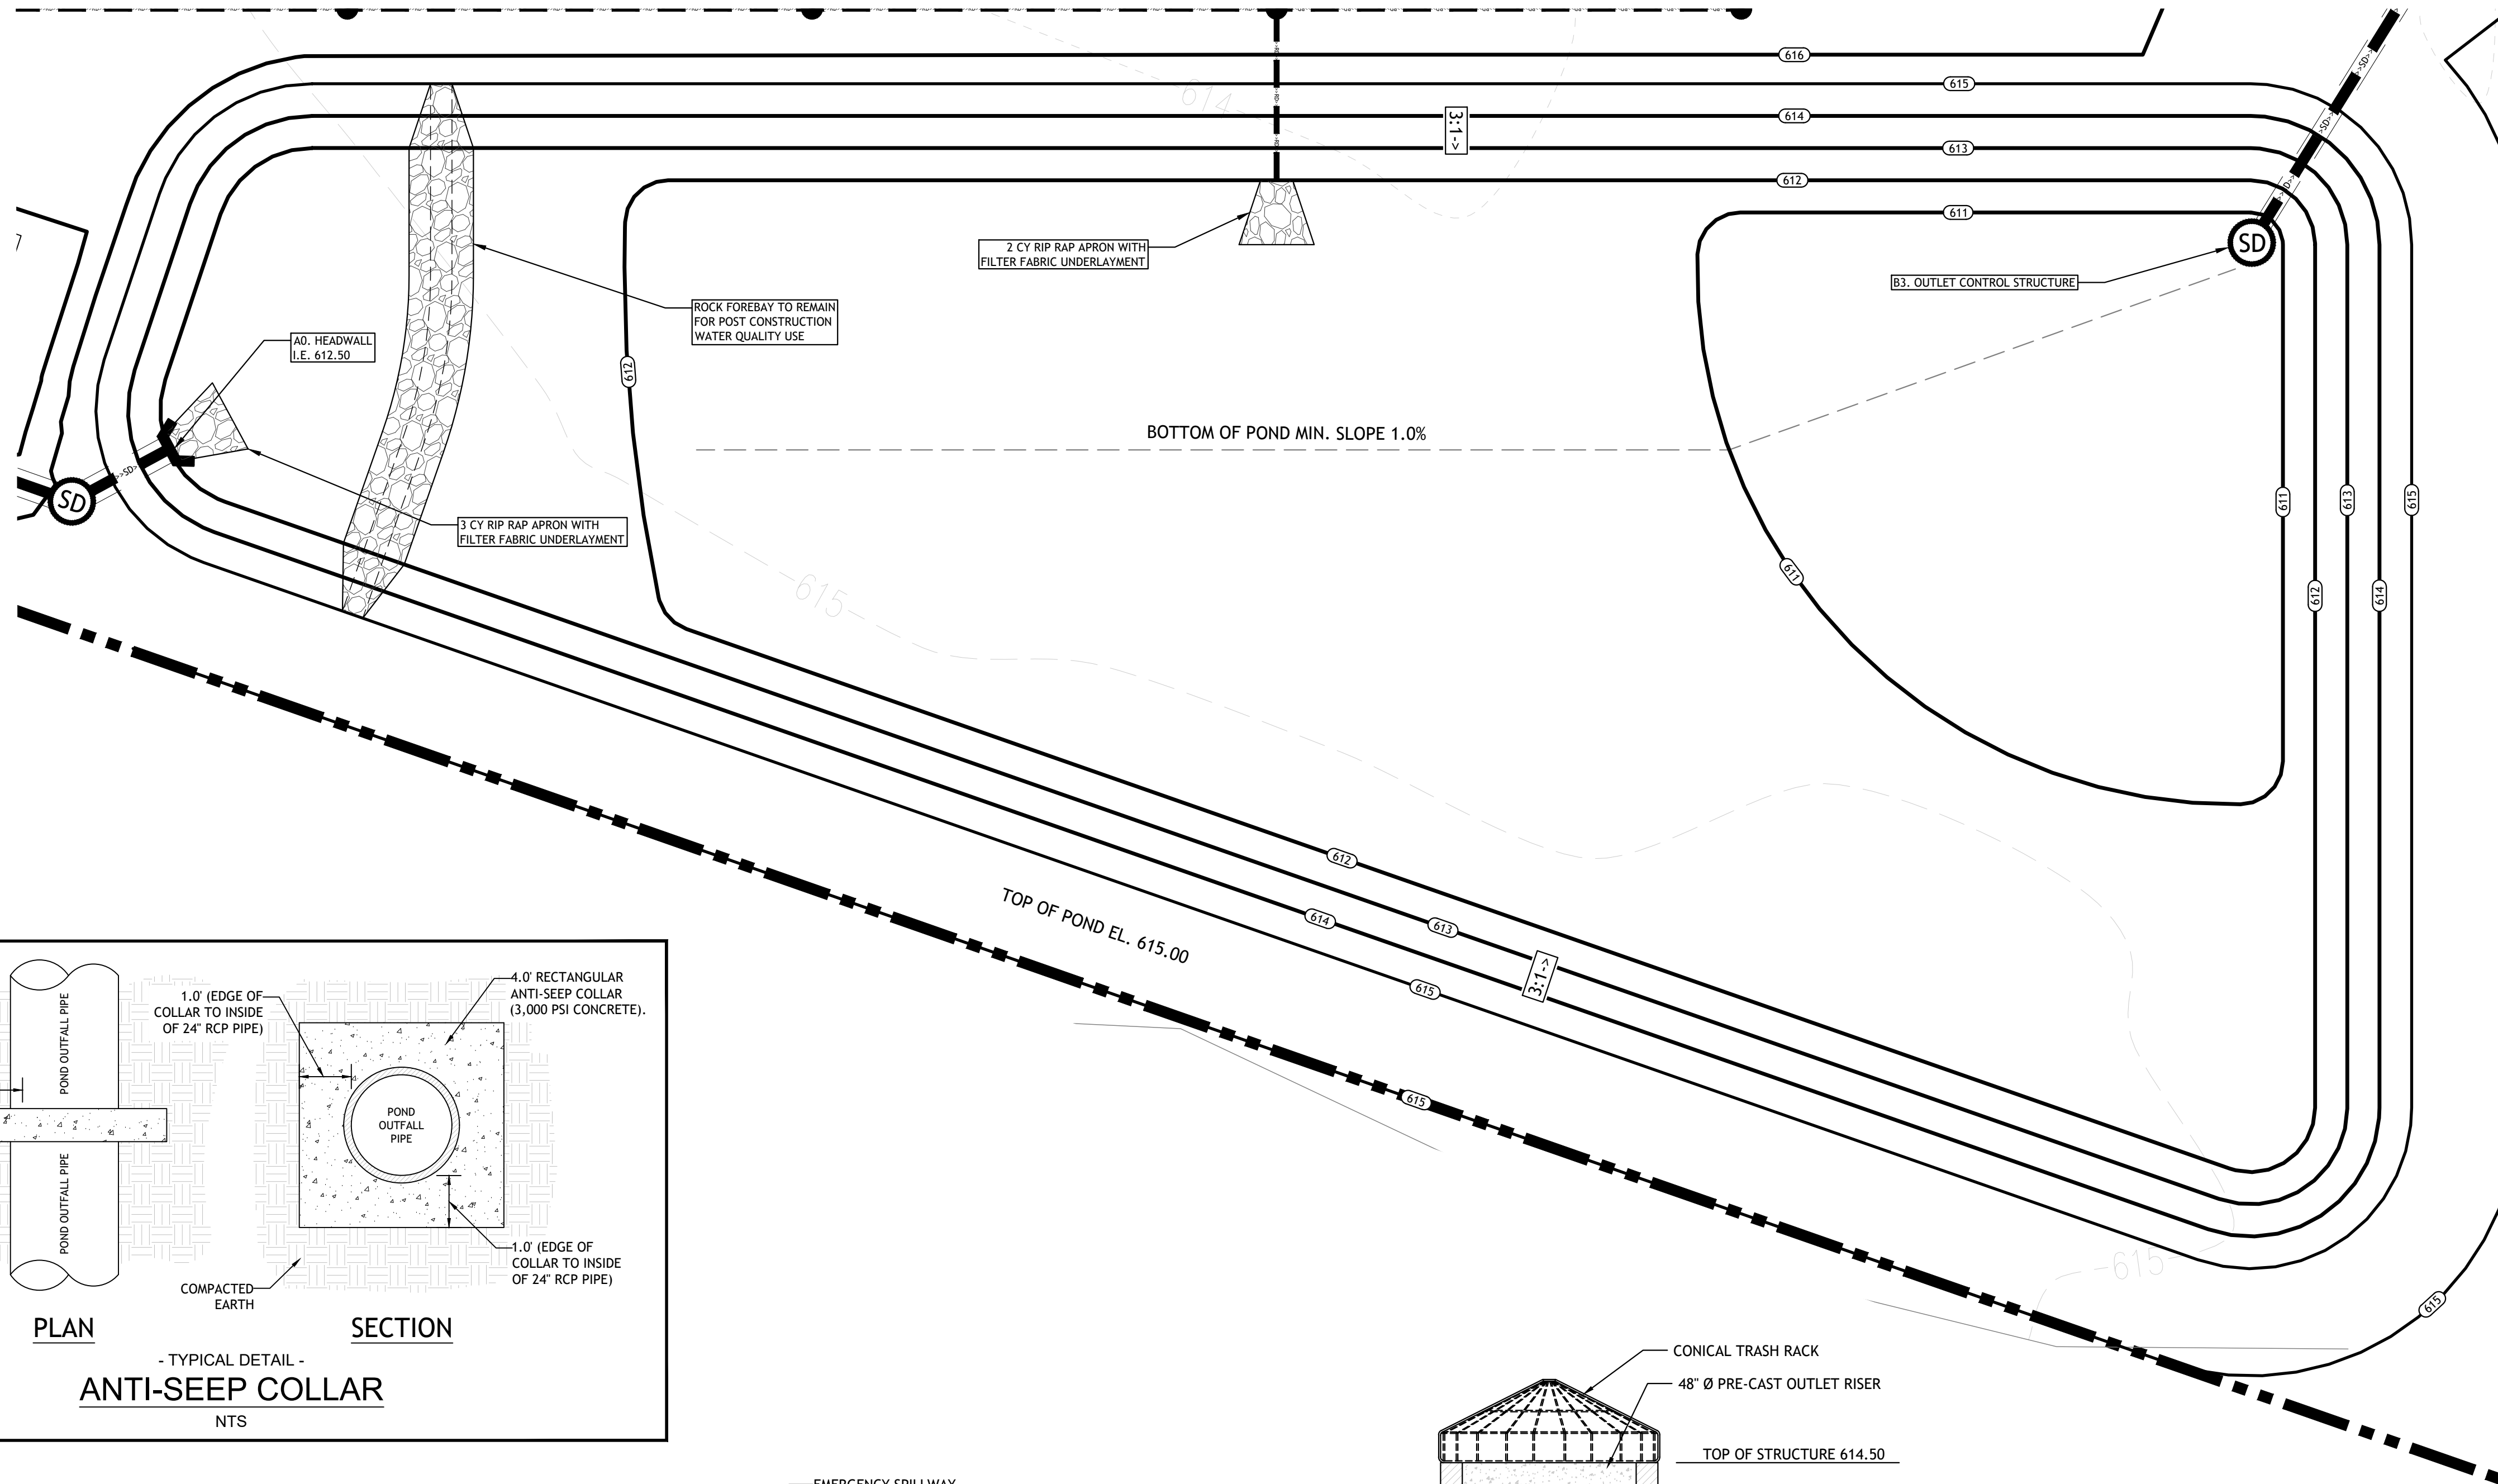 616
615
614
613
612
611
614
3:1->
>>SD>
>>SD>
SD
2 CY RIP RAP APRON WITH
FILTER FABRIC UNDERLAYMENT
B3. OUTLET CONTROL STRUCTURE
ROCK FOREBAY TO REMAIN
FOR POST CONSTRUCTION
WATER QUALITY USE
A0. HEADWALL
I.E. 612.50
612
BOTTOM OF POND MIN. SLOPE 1.0%
>>SD>
SD
3 CY RIP RAP APRON WITH
FILTER FABRIC UNDERLAYMENT
611
613
615
611
612
614
615
612
614
613
615
3:1->
TOP OF POND EL. 615.00
615
615
615
POND OUTFALL PIPE
POND OUTFALL PIPE
1.0' (EDGE OF
COLLAR TO INSIDE
OF 24" RCP PIPE)
4.0' RECTANGULAR
ANTI-SEEP COLLAR
(3,000 PSI CONCRETE).
POND
OUTFALL
PIPE
1.0' (EDGE OF
COLLAR TO INSIDE
OF 24" RCP PIPE)
COMPACTED
EARTH
PLAN
SECTION
- TYPICAL DETAIL -
ANTI-SEEP COLLAR
NTS
CONICAL TRASH RACK
48" Ø PRE-CAST OUTLET RISER
TOP OF STRUCTURE 614.50
EMERGENCY SPILLWAY